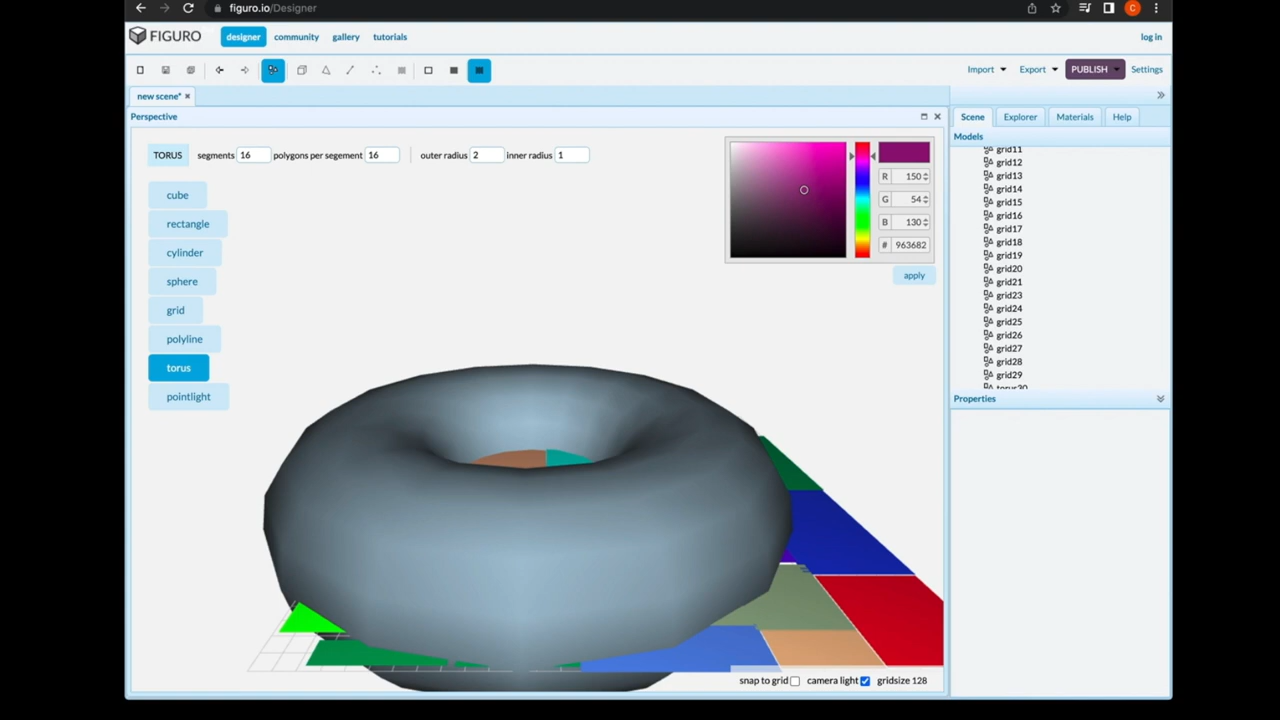 figuro.io/Designer
C
FIGURO designer community gallery tutorials log in
Import Export PUBLISH Settings
new scene*
Perspective
Scene Explorer Materials Help
Models
TORUS segments 16 polygons per segement 16 outer radius 2 inner radius 1
cube
rectangle
cylinder
sphere
grid
polyline
torus
pointlight
R 150
G 54
B 130
# 963682
apply
grid11
grid12
grid13
grid14
grid15
grid16
grid17
grid18
grid19
grid20
grid21
grid23
grid24
grid25
grid26
grid27
grid28
grid29
torus30
Properties
snap to grid camera light gridsize 128